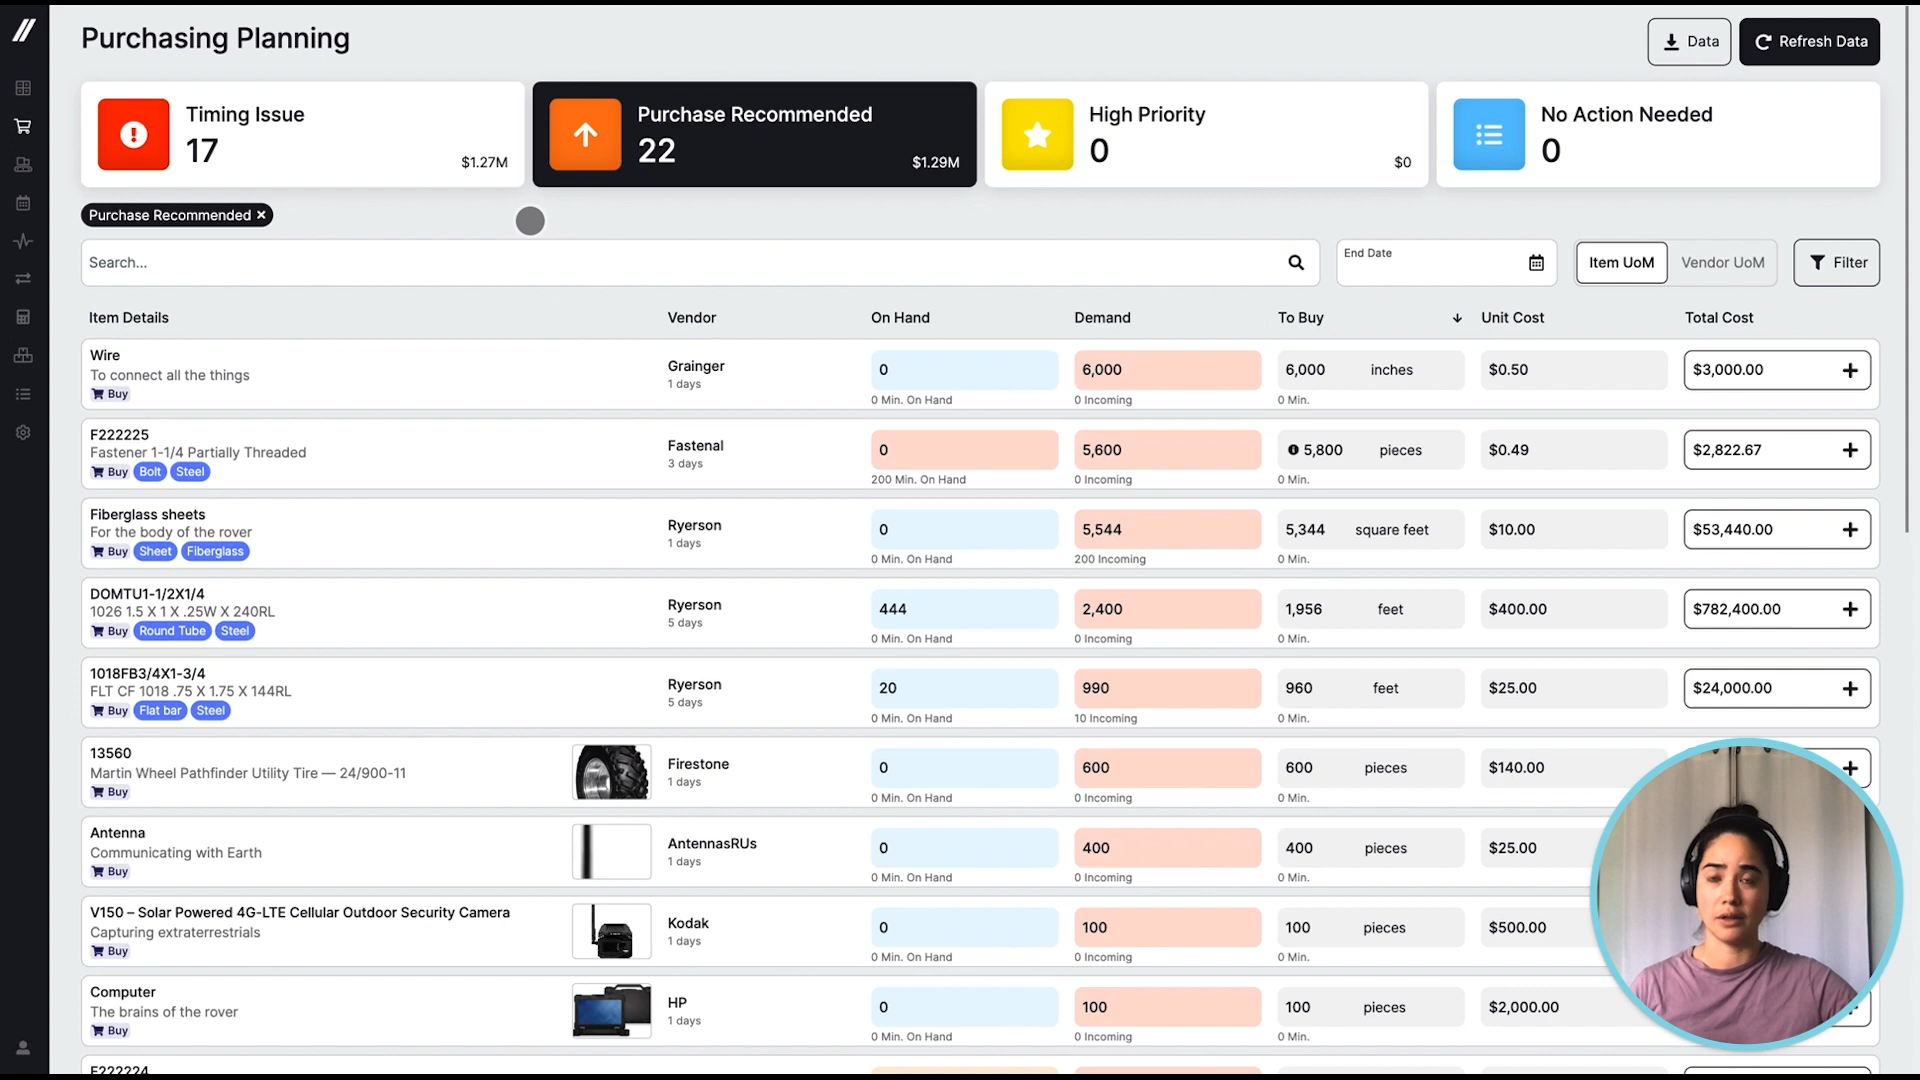 Purchasing Planning
Data
Refresh Data
Timing Issue
17
$1.27M
Purchase Recommended
22
$1.29M
High Priority
0
$0
No Action Needed
0
Purchase Recommended
Search...
End Date
Item UoM
Vendor UoM
Filter
Item Details Vendor On Hand Demand To Buy Unit Cost Total Cost
Wire
To connect all the things
Buy
Grainger
1 days
0
0 Min. On Hand
6,000
0 Incoming
6,000 inches
0 Min.
$0.50
$3,000.00
F222225
Fastener 1-1/4 Partially Threaded
Buy Bolt Steel
Fastenal
3 days
0
200 Min. On Hand
5,600
0 Incoming
5,800 pieces
0 Min.
$0.49
$2,822.67
Fiberglass sheets
For the body of the rover
Buy Sheet Fiberglass
Ryerson
1 days
0
0 Min. On Hand
5,544
200 Incoming
5,344 square feet
0 Min.
$10.00
$53,440.00
DOMTU1-1/2X1/4
1026 1.5 X 1 X .25W X 240RL
Buy Round Tube Steel
Ryerson
5 days
444
0 Min. On Hand
2,400
0 Incoming
1,956 feet
0 Min.
$400.00
$782,400.00
1018FB3/4X1-3/4
FLT CF 1018 .75 X 1.75 X 144RL
Buy Flat bar Steel
Ryerson
5 days
20
0 Min. On Hand
990
10 Incoming
960 feet
0 Min.
$25.00
$24,000.00
13560
Martin Wheel Pathfinder Utility Tire — 24/900-11
Buy
Firestone
1 days
0
0 Min. On Hand
600
0 Incoming
600 pieces
0 Min.
$140.00
Antenna
Communicating with Earth
Buy
AntennasRUs
1 days
0
0 Min. On Hand
400
0 Incoming
400 pieces
0 Min.
$25.00
V150 – Solar Powered 4G-LTE Cellular Outdoor Security Camera
Capturing extraterrestrials
Buy
Kodak
1 days
0
0 Min. On Hand
100
0 Incoming
100 pieces
0 Min.
$500.00
Computer
The brains of the rover
Buy
HP
1 days
0
0 Min. On Hand
100
0 Incoming
100 pieces
0 Min.
$2,000.00
F222224